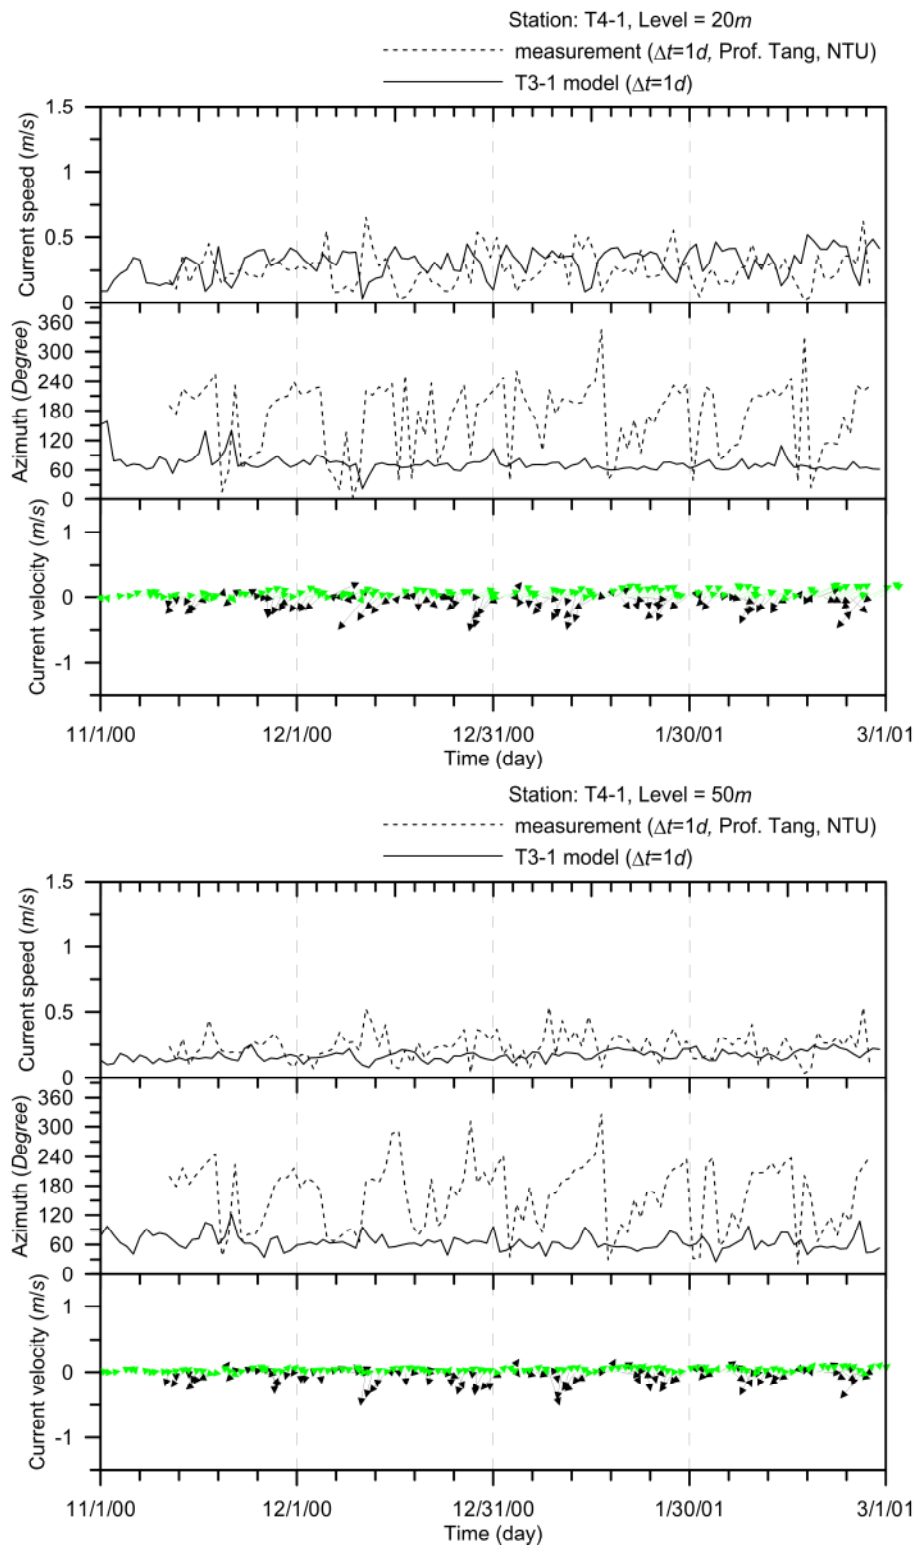 Station: T4-1, Level = 20m
measurement (Δt=1d, Prof. Tang, NTU)
T3-1 model (Δt=1d)
1.5
1
0.5
0
Current speed (m/s)
360
300
240
180
120
60
0
Azimuth (Degree)
1
0
-1
Current velocity (m/s)
11/1/00 12/1/00 12/31/00 1/30/01 3/1/01
Time (day)
Station: T4-1, Level = 50m
measurement (Δt=1d, Prof. Tang, NTU)
T3-1 model (Δt=1d)
1.5
1
0.5
0
Current speed (m/s)
360
300
240
180
120
60
0
Azimuth (Degree)
1
0
-1
Current velocity (m/s)
11/1/00 12/1/00 12/31/00 1/30/01 3/1/01
Time (day)